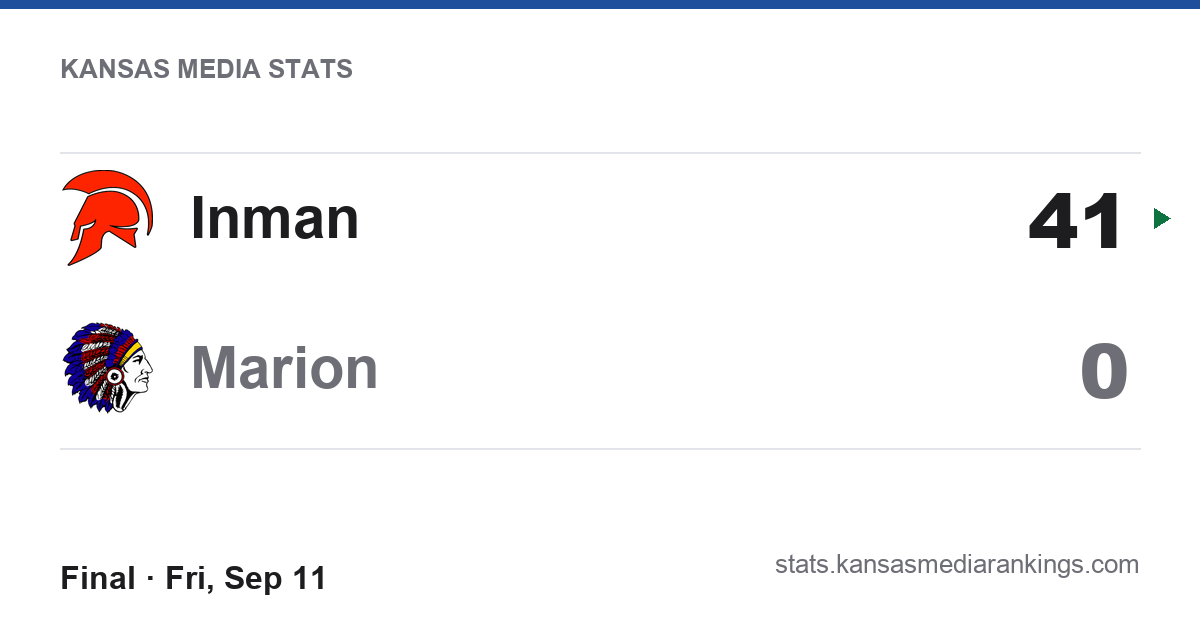 KANSAS MEDIA STATS
Inman 41
Marion 0
Final · Fri, Sep 11
stats.kansasmediarankings.com